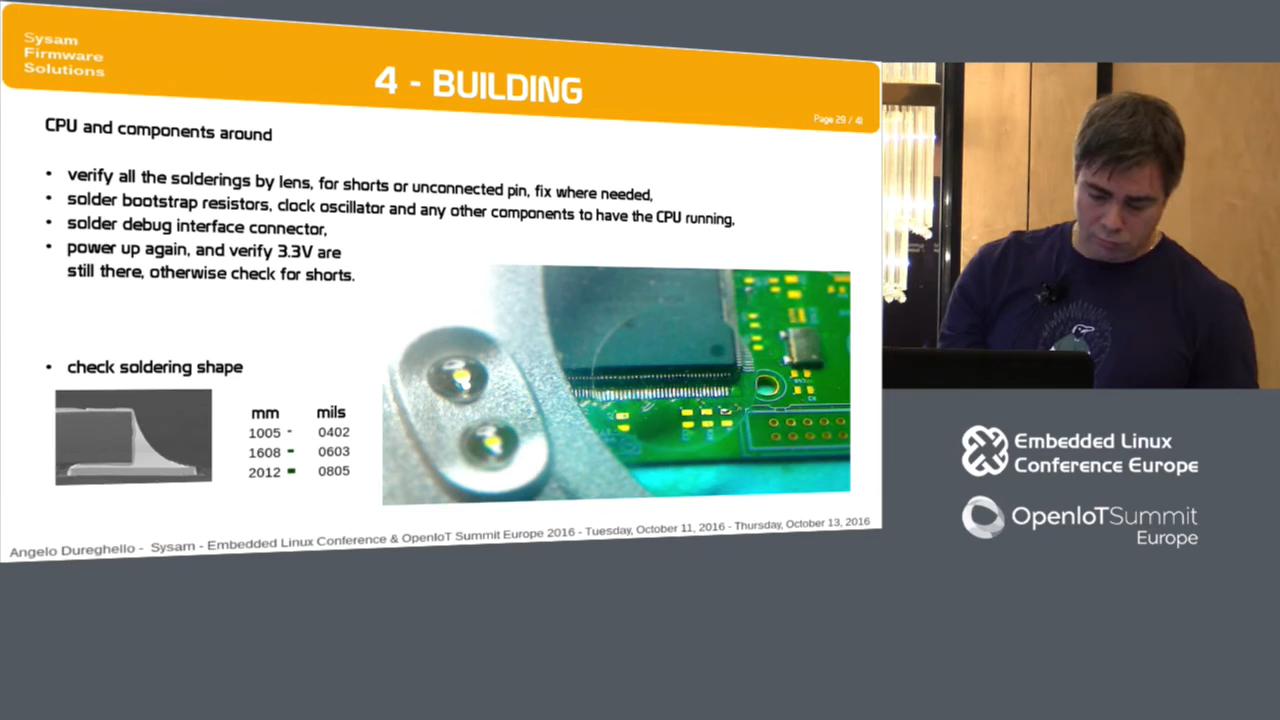 Sysam
Firmware
Solutions
4 - BUILDING
Page 29 / 41
CPU and components around
• verify all the solderings by lens, for shorts or unconnected pin, fix where needed,
• solder bootstrap resistors, clock oscillator and any other components to have the CPU running,
• solder debug interface connector,
• power up again, and verify 3.3V are
still there, otherwise check for shorts.
• check soldering shape
mm mils
1005 - 0402
1608 - 0603
2012 - 0805
Angelo Dureghello - Sysam - Embedded Linux Conference & OpenIoT Summit Europe 2016 - Tuesday, October 11, 2016 - Thursday, October 13, 2016
Embedded Linux
Conference Europe
OpenIoTSummit
Europe